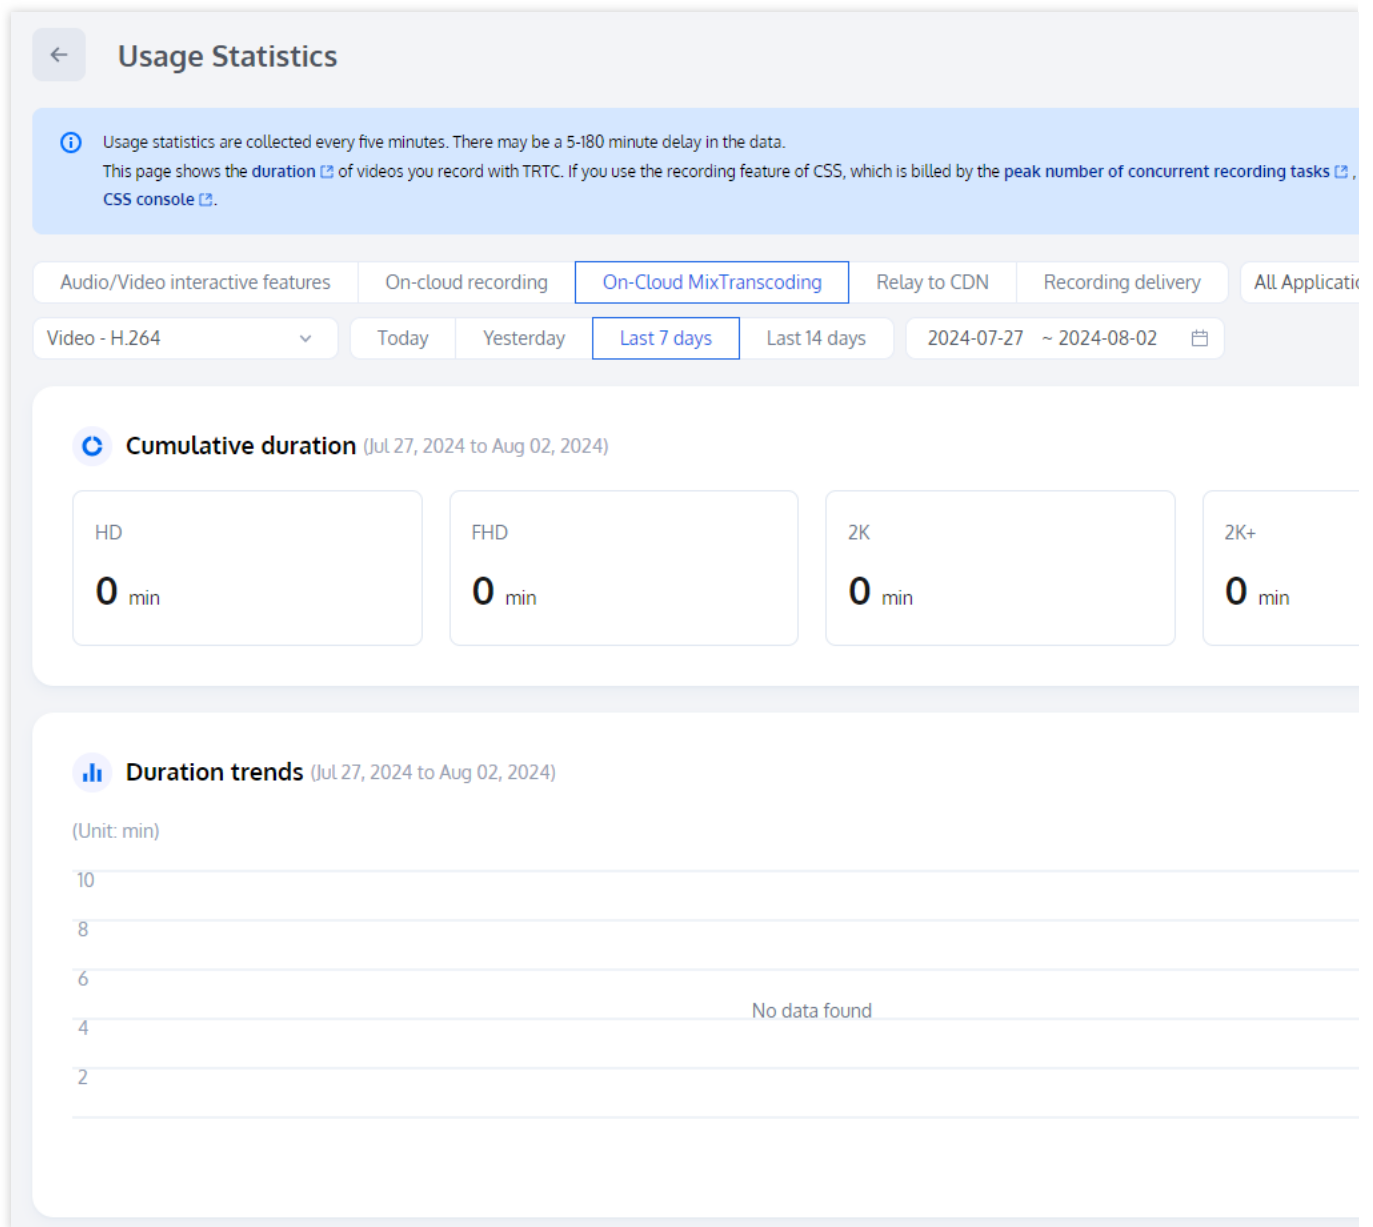 Usage Statistics
Usage statistics are collected every five minutes. There may be a 5-180 minute delay in the data.
This page shows the duration of videos you record with TRTC. If you use the recording feature of CSS, which is billed by the peak number of concurrent recording tasks ,
CSS console .
Audio/Video interactive features On-cloud recording On-Cloud MixTranscoding Relay to CDN Recording delivery All
Video - H.264 Today Yesterday Last 7 days Last 14 days 2024-07-27 ~ 2024-08-02
Cumulative duration (Jul 27, 2024 to Aug 02, 2024)
HD FHD 2K 2K+
0 min 0 min 0 min 0 min
Duration trends (Jul 27, 2024 to Aug 02, 2024)
(Unit: min)
10
8
6
No data found
4
2